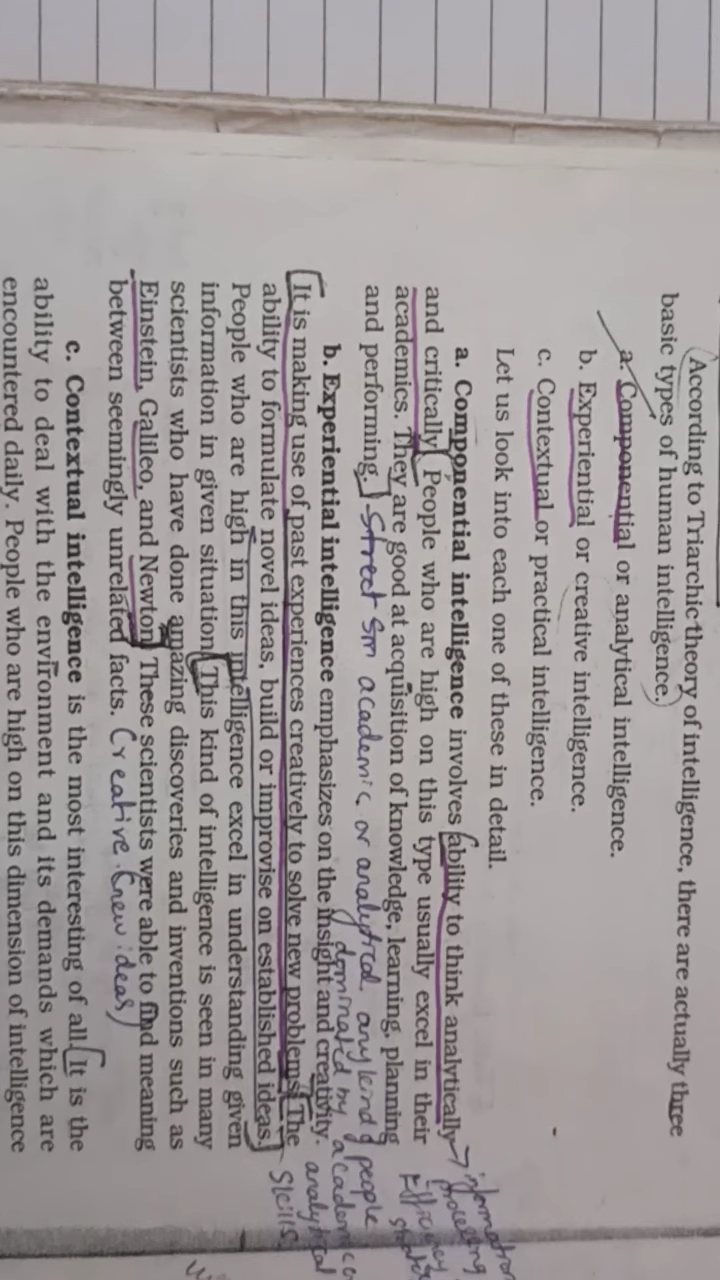 According to Triarchic theory of intelligence, there are actually three
basic types of human intelligence.
a. Componential or analytical intelligence.
b. Experiential or creative intelligence.
c. Contextual or practical intelligence.
Let us look into each one of these in detail.
a. Componential intelligence involves ability to think analytically
and critically. People who are high on this type usually excel in their
academics. They are good at acquisition of knowledge, learning, planning
and performing.
information
processing
Efficiency
Street Sm academic or analytical any kind of people
dominated by academic
analytical
skills
b. Experiential intelligence emphasizes on the insight and creativity.
It is making use of past experiences creatively to solve new problems. The
ability to formulate novel ideas, build or improvise on established ideas.
People who are high in this intelligence excel in understanding given
information in given situation. This kind of intelligence is seen in many
scientists who have done amazing discoveries and inventions such as
Einstein, Galileo, and Newton. These scientists were able to find meaning
between seemingly unrelated facts. Creative (new ideas)
c. Contextual intelligence is the most interesting of all. It is the
ability to deal with the environment and its demands which are
encountered daily. People who are high on this dimension of intelligence